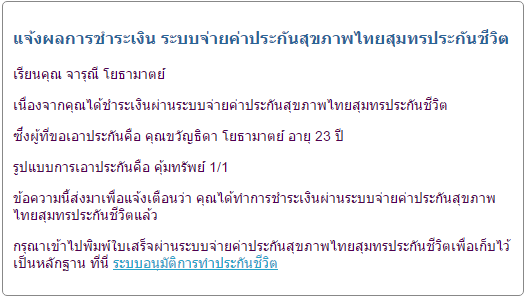 แจ้งผลการชำระเงิน ระบบจ่ายค่าประกันสุขภาพไทยสุมทรประกันชีวิต
เรียนคุณ จารุณี โยธามาตย์
เนื่องจากคุณได้ชำระเงินผ่านระบบจ่ายค่าประกันสุขภาพไทยสุมทรประกันชีวิต
ซึ่งผู้ที่ขอเอาประกันคือ คุณขวัญธิดา โยธามาตย์ อายุ 23 ปี
รูปแบบการเอาประกันคือ คุ้มทรัพย์ 1/1
ข้อความนี้ส่งมาเพื่อแจ้งเตือนว่า คุณได้ทำการชำระเงินผ่านระบบจ่ายค่าประกันสุขภาพ
ไทยสุมทรประกันชีวิตแล้ว
กรุณาเข้าไปพิมพ์ใบเสร็จผ่านระบบจ่ายค่าประกันสุขภาพไทยสุมทรประกันชีวิตเพื่อเก็บไว้
เป็นหลักฐาน ที่นี่ ระบบอนุมัติการทำประกันชีวิต